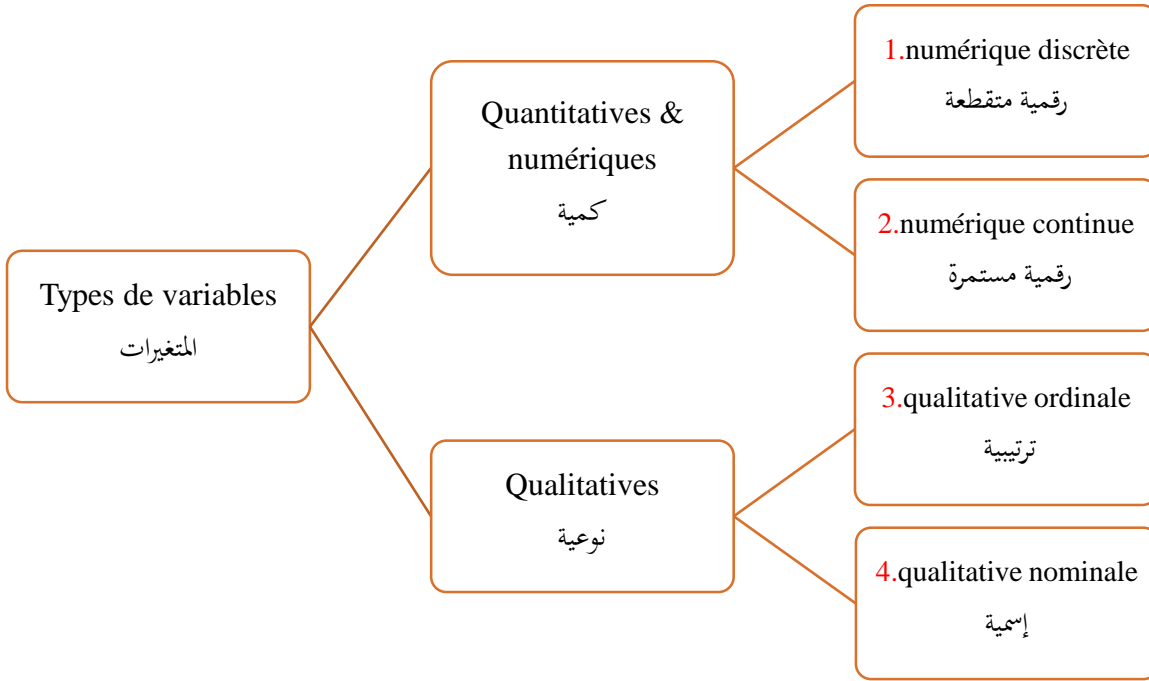 Types de variables
المتغيرات
Quantitatives &
numériques
كمية
1.numérique discrète
رقمية متقطعة
2.numérique continue
رقمية مستمرة
Qualitatives
نوعية
3.qualitative ordinale
ترتيبية
4.qualitative nominale
إسمية